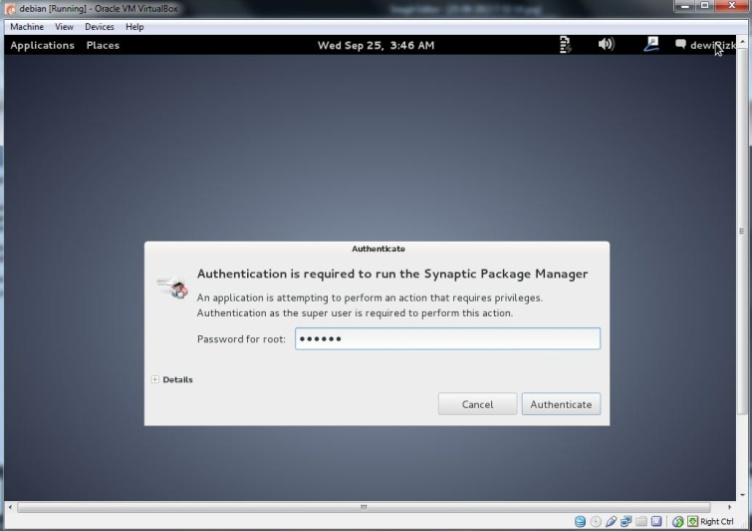 debian [Running] - Oracle VM VirtualBox
Machine View Devices Help
Applications Places Wed Sep 25, 3:46 AM
Authenticate
Authentication is required to run the Synaptic Package Manager
An application is attempting to perform an action that requires privileges.
Authentication as the super user is required to perform this action.
Password for root: ••••••
Details
Cancel Authenticate
Right Ctrl